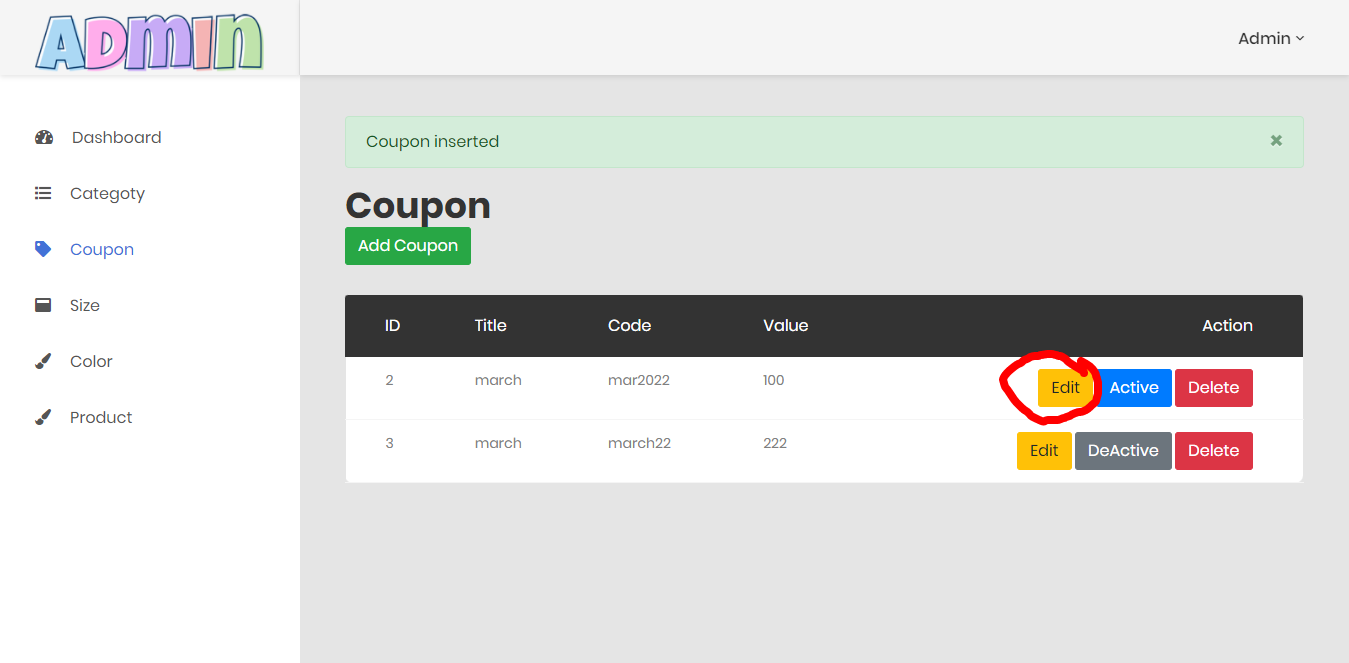 ADMIN
Admin
Dashboard
Categoty
Coupon
Size
Color
Product
Coupon inserted
Coupon
Add Coupon
ID Title Code Value Action
2 march mar2022 100 Edit Active Delete
3 march march22 222 Edit DeActive Delete